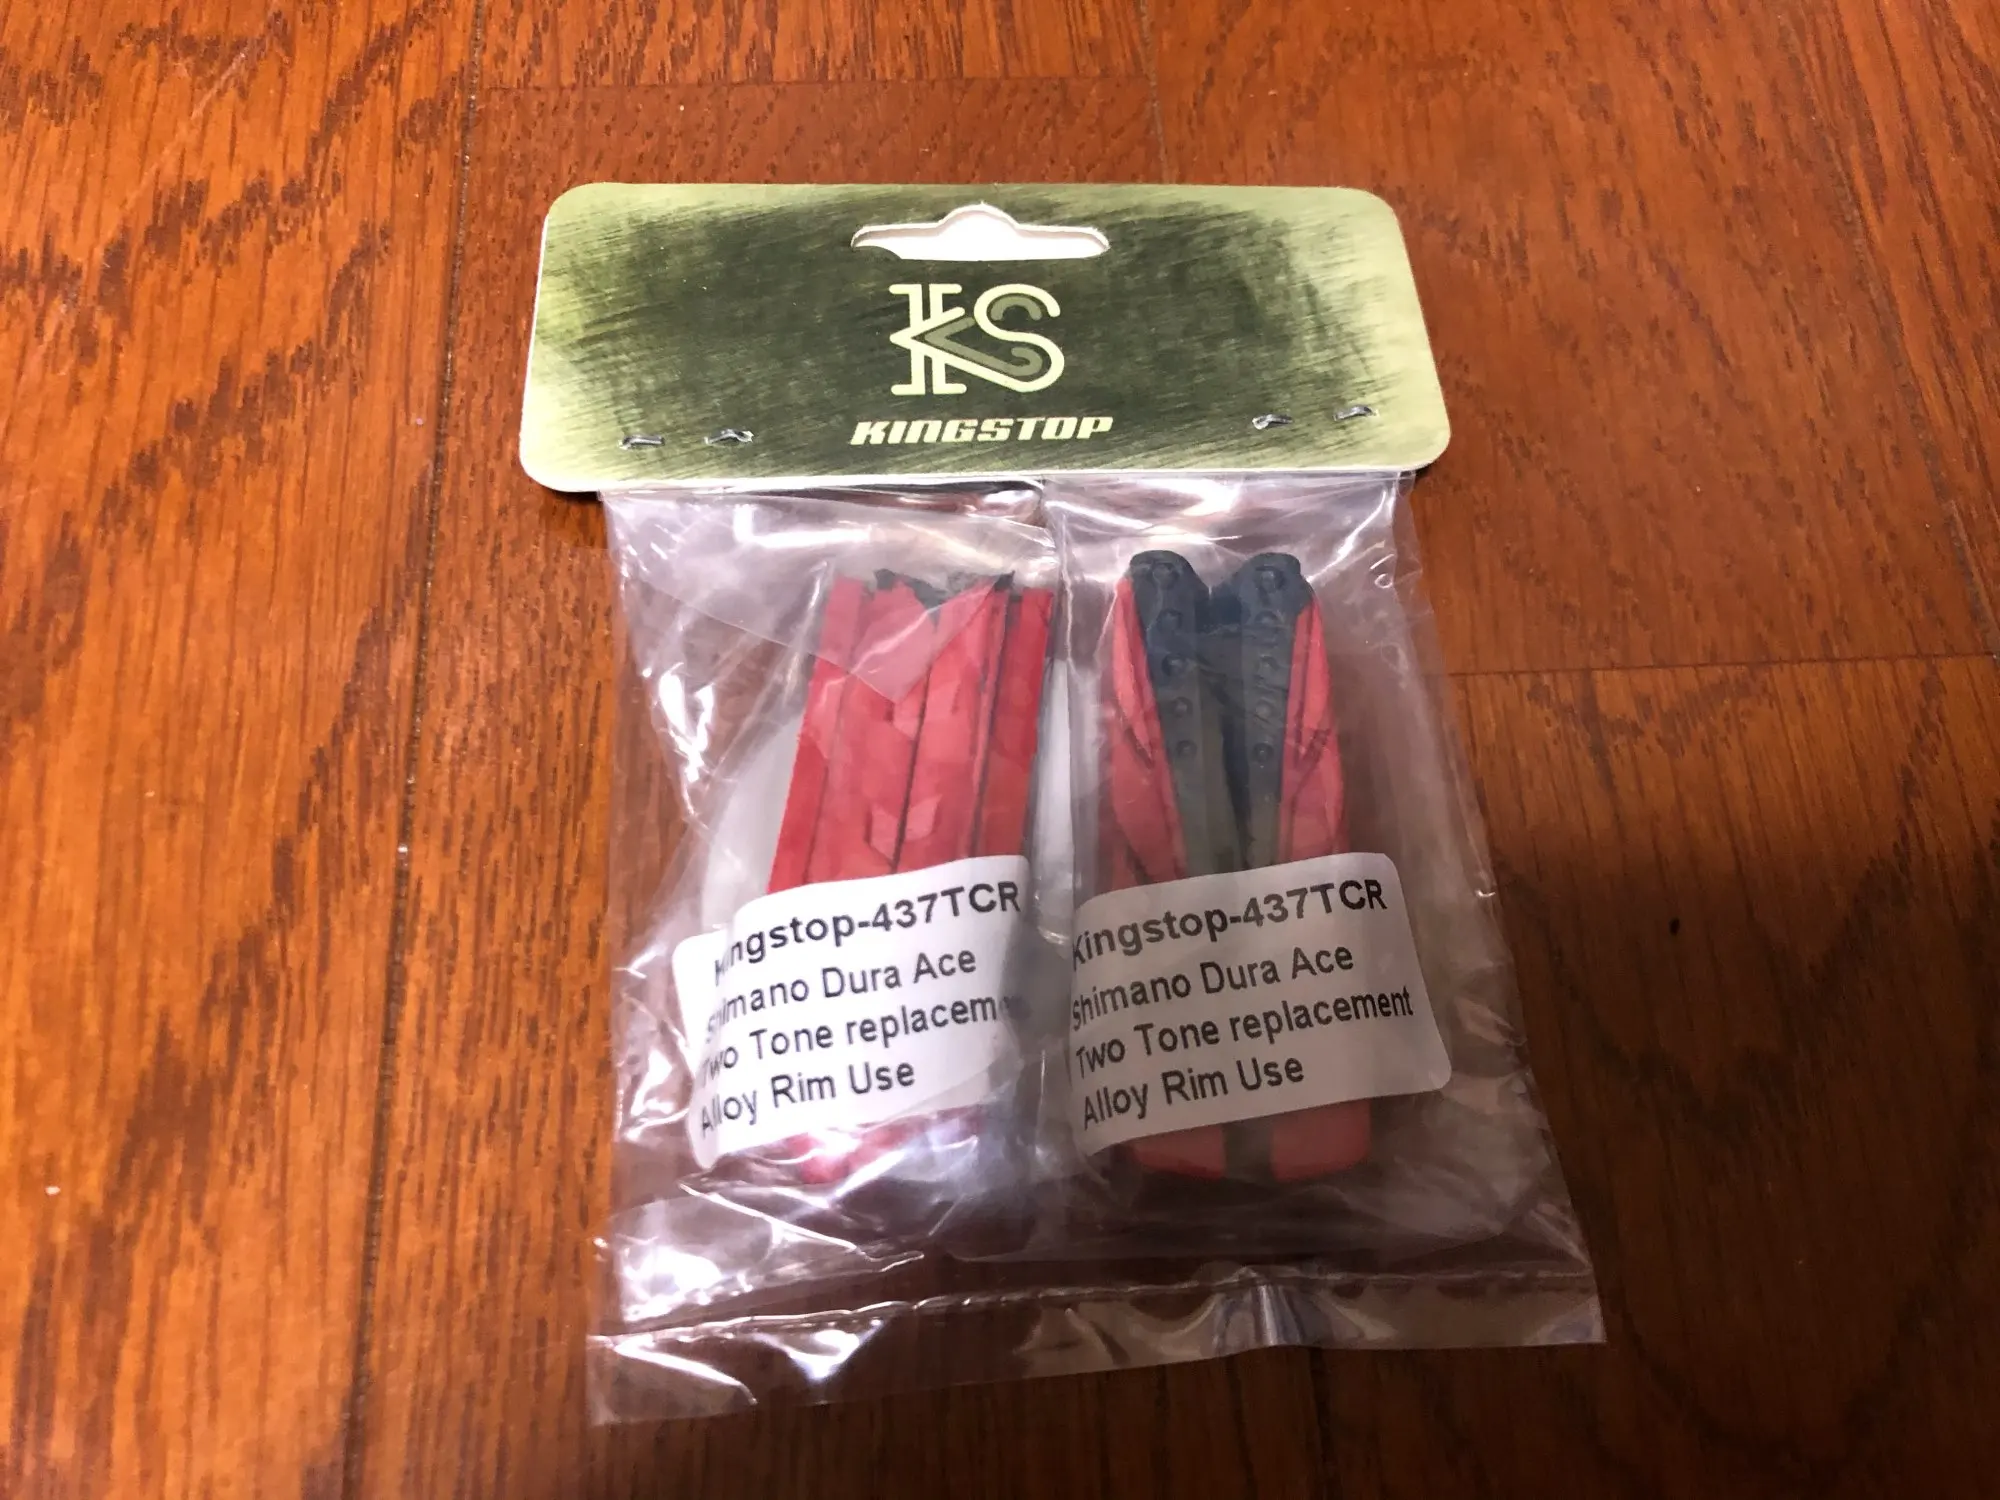 KS
KINGSTOP
Kingstop-437TCR
Shimano Dura Ace
Two Tone replacem
Alloy Rim Use
Kingstop-437TCR
Shimano Dura Ace
Two Tone replacement
Alloy Rim Use